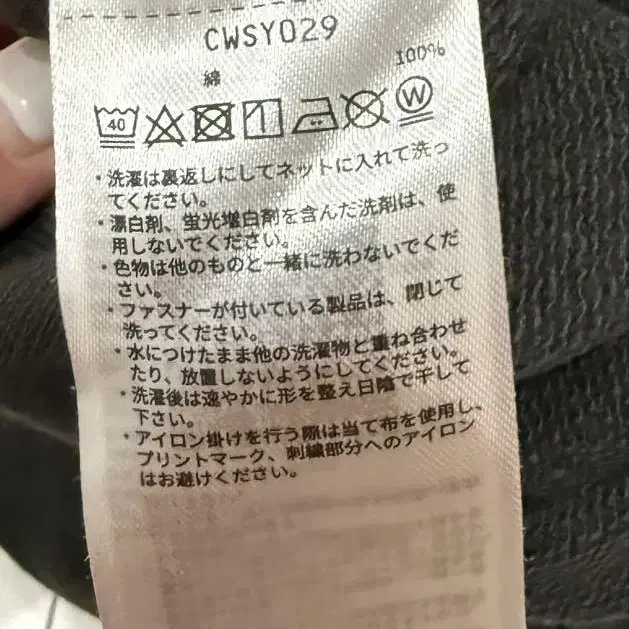 CWSY029
綿 100%
40 W
・洗濯は裏返しにしてネットに入れて洗っ
てください。
・漂白剤、蛍光増白剤を含んだ洗剤は、使
用しないでください。
・色物は他のものと一緒に洗わないでくだ
さい。
・ファスナーが付いている製品は、閉じて
洗ってください。
・水につけたまま他の洗濯物と重ね合わせ
たり、放置しないようにしてください。
・洗濯後は速やかに形を整え日陰で干して
下さい。
・アイロン掛けを行う際は当て布を使用し、
プリントマーク、刺繍部分へのアイロン
はお避けください。